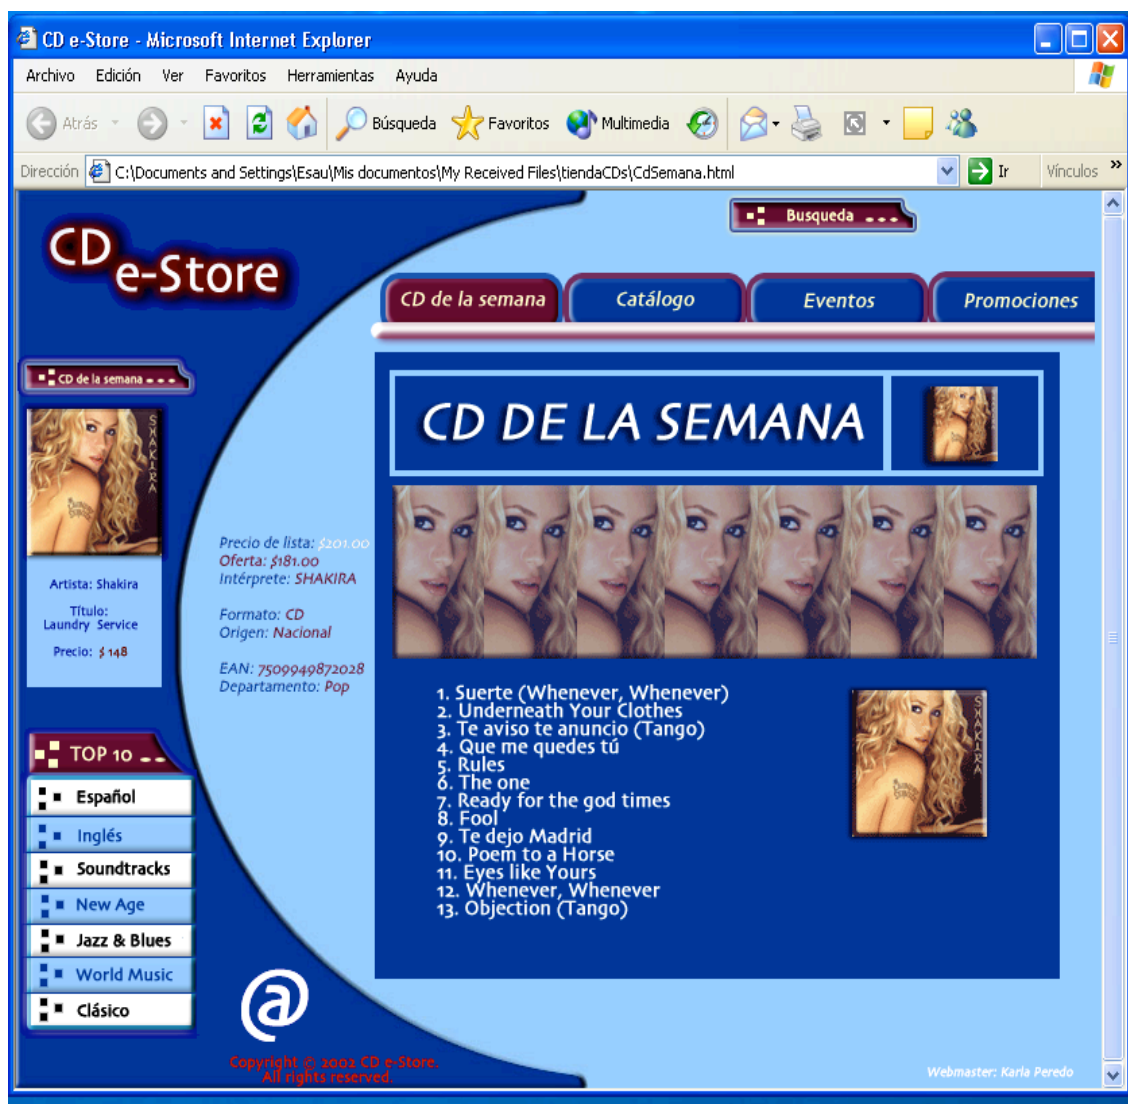 CD e-Store - Microsoft Internet Explorer
Archivo Edición Ver Favoritos Herramientas Ayuda
Atrás Búsqueda Favoritos Multimedia
Dirección C:\Documents and Settings\Esau\Mis documentos\My Received Files\tiendaCDs\CdSemana.html Ir Vínculos »
CD
e-Store
Busqueda
CD de la semana Catálogo Eventos Promociones
CD de la semana
SHAKIRA
Artista: Shakira
Título:
Laundry Service
Precio: $ 148
Precio de lista: $201.00
Oferta: $181.00
Intérprete: SHAKIRA
Formato: CD
Origen: Nacional
EAN: 7509949872028
Departamento: Pop
CD DE LA SEMANA
1. Suerte (Whenever, Whenever)
2. Underneath Your Clothes
3. Te aviso te anuncio (Tango)
4. Que me quedes tú
5. Rules
6. The one
7. Ready for the god times
8. Fool
9. Te dejo Madrid
10. Poem to a Horse
11. Eyes like Yours
12. Whenever, Whenever
13. Objection (Tango)
SHAKIRA
TOP 10
Español
Inglés
Soundtracks
New Age
Jazz & Blues
World Music
Clásico
@
Copyright © 2002 CD e-Store.
All rights reserved.
Webmaster: Karla Peredo